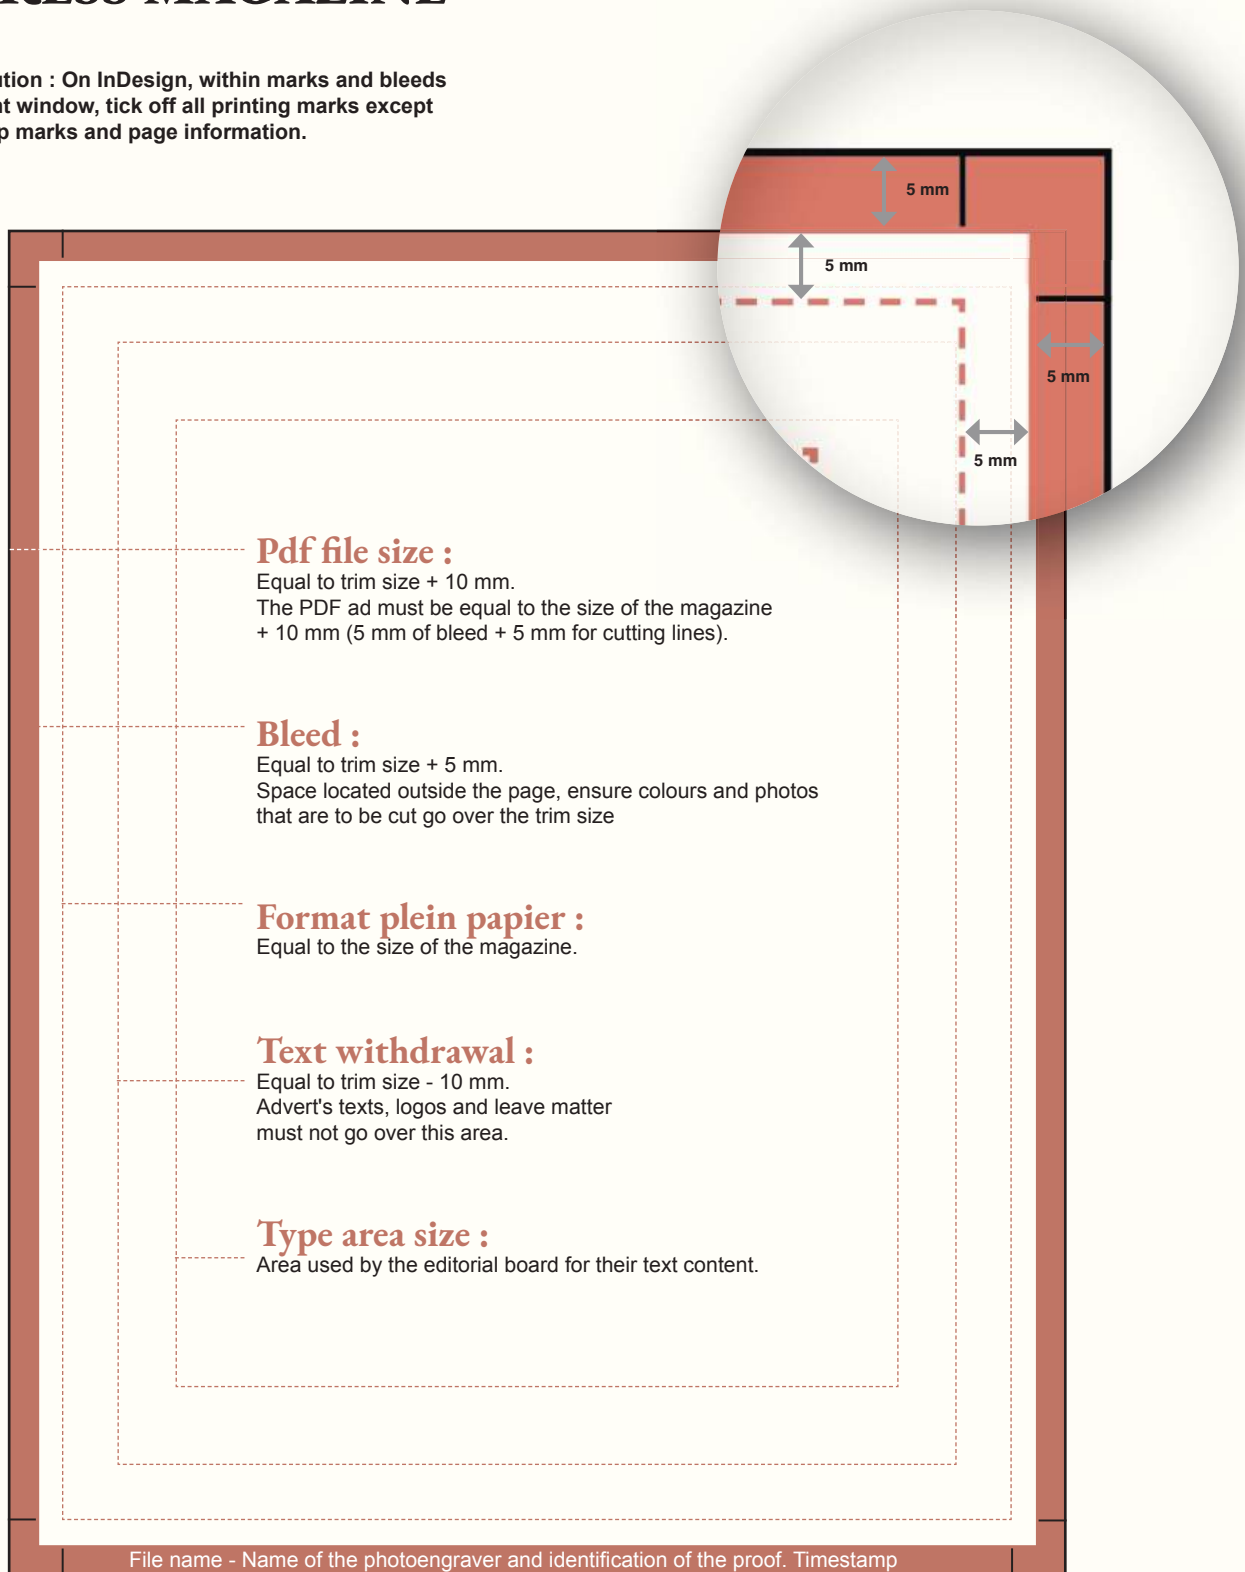 MAGAZINE
: On InDesign, within marks and bleeds
window, tick off all printing marks except
marks and page information.
5 mm
5 mm
5 mm
5 mm
Pdf file size :
Equal to trim size + 10 mm.
The PDF ad must be equal to the size of the magazine
+ 10 mm (5 mm of bleed + 5 mm for cutting lines).
Bleed :
Equal to trim size + 5 mm.
Space located outside the page, ensure colours and photos
that are to be cut go over the trim size
Format plein papier :
Equal to the size of the magazine.
Text withdrawal :
Equal to trim size - 10 mm.
Advert's texts, logos and leave matter
must not go over this area.
Type area size :
Area used by the editorial board for their text content.
File name - Name of the photoengraver and identification of the proof. Timestamp